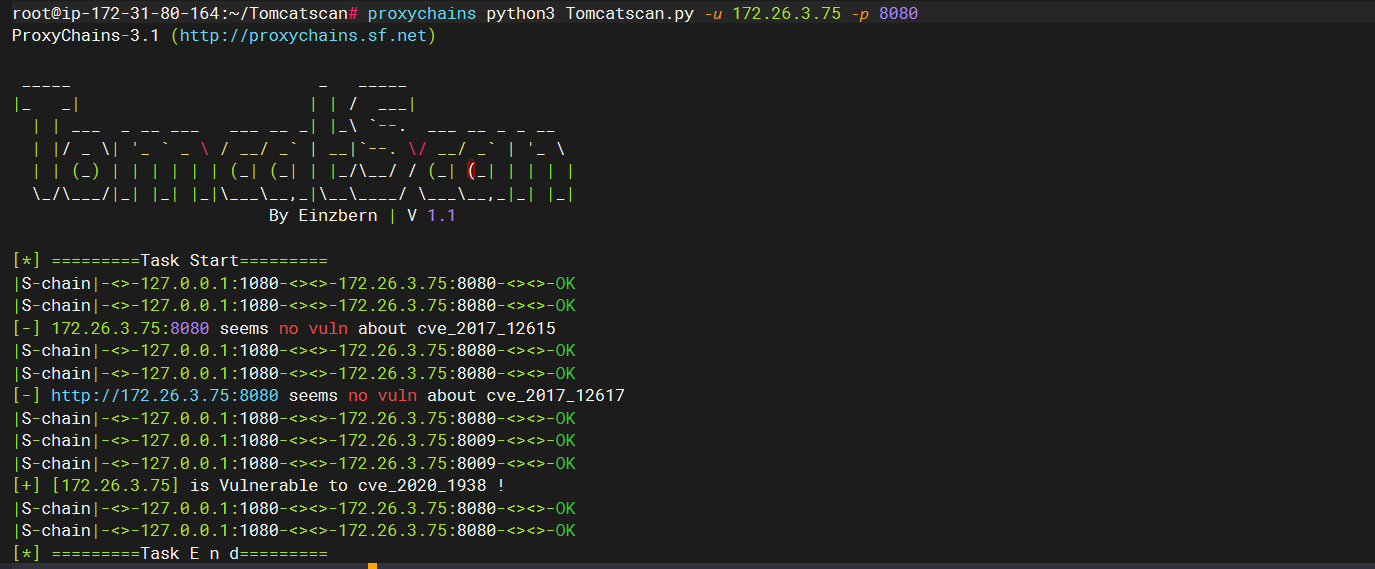 root@ip-172-31-80-164:~/Tomcatscan# proxychains python3 Tomcatscan.py -u 172.26.3.75 -p 8080
ProxyChains-3.1 (http://proxychains.sf.net)
 _____                         _   _____
|_   _|                       | | /  ___|
  | | ___  _ __ ___   ___ __ _| |_\ `--.  ___ __ _ _ __
  | |/ _ \| '_ ` _ \ / __/ _` | __|`--. \/ __/ _` | '_ \
  | | (_) | | | | | | (_| (_| | |_/\__/ / (_| (_| | | | |
  \_/\___/|_| |_| |_|\___\__,_|\__\____/ \___\__,_|_| |_|
                          By Einzbern | V 1.1
[*] =========Task Start=========
|S-chain|-<>-127.0.0.1:1080-<><>-172.26.3.75:8080-<><>-OK
|S-chain|-<>-127.0.0.1:1080-<><>-172.26.3.75:8080-<><>-OK
[-] 172.26.3.75:8080 seems no vuln about cve_2017_12615
|S-chain|-<>-127.0.0.1:1080-<><>-172.26.3.75:8080-<><>-OK
|S-chain|-<>-127.0.0.1:1080-<><>-172.26.3.75:8080-<><>-OK
[-] http://172.26.3.75:8080 seems no vuln about cve_2017_12617
|S-chain|-<>-127.0.0.1:1080-<><>-172.26.3.75:8080-<><>-OK
|S-chain|-<>-127.0.0.1:1080-<><>-172.26.3.75:8009-<><>-OK
|S-chain|-<>-127.0.0.1:1080-<><>-172.26.3.75:8009-<><>-OK
[+] [172.26.3.75] is Vulnerable to cve_2020_1938 !
|S-chain|-<>-127.0.0.1:1080-<><>-172.26.3.75:8080-<><>-OK
|S-chain|-<>-127.0.0.1:1080-<><>-172.26.3.75:8080-<><>-OK
[*] =========Task E n d=========